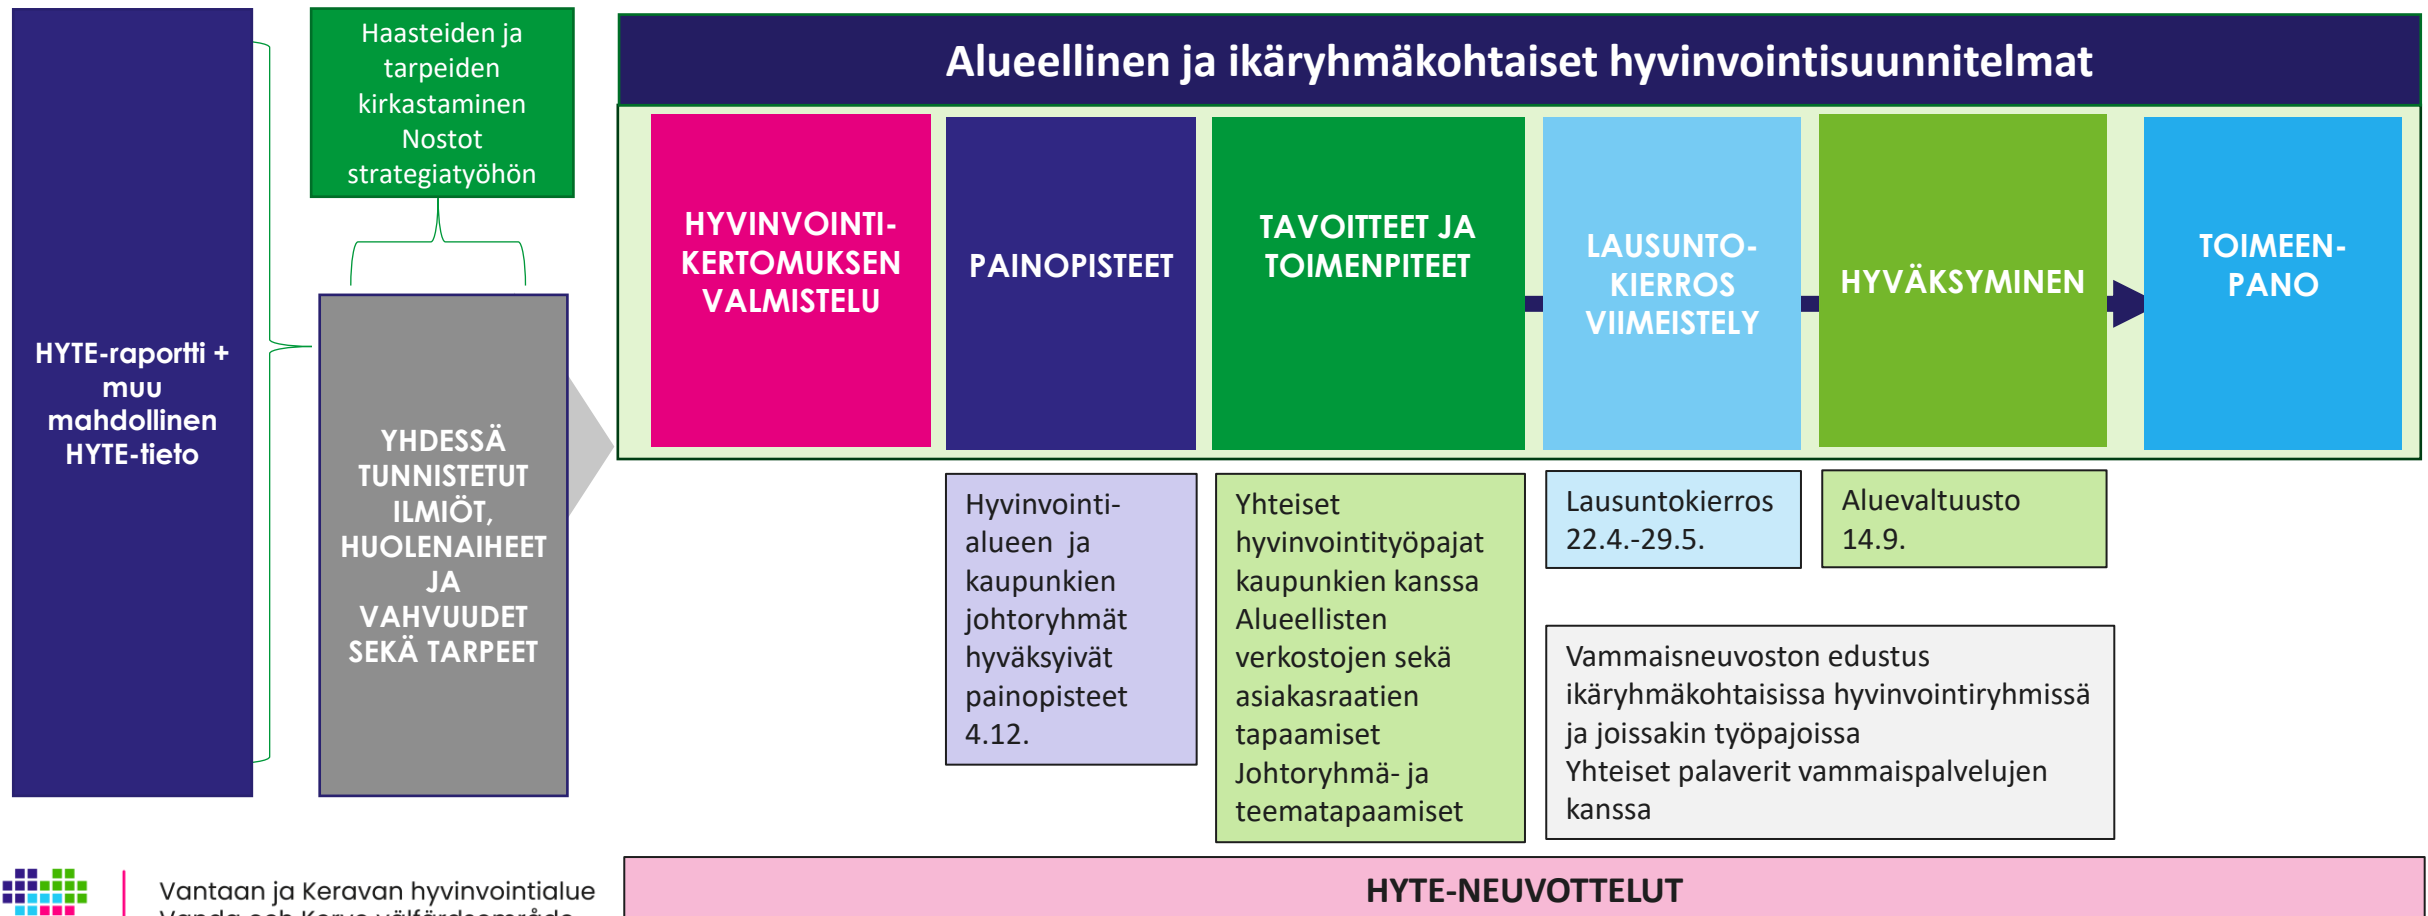 HYTE-raportti +
muu
mahdollinen
HYTE-tieto
Haasteiden ja
tarpeiden
kirkastaminen
Nostot
strategiatyöhön
YHDESSÄ
TUNNISTETUT
ILMIÖT,
HUOLENAIHEET
JA
VAHVUUDET
SEKÄ TARPEET
Alueellinen ja ikäryhmäkohtaiset hyvinvointisuunnitelmat
HYVINVOINTI-
KERTOMUKSEN
VALMISTELU
PAINOPISTEET
TAVOITTEET JA
TOIMENPITEET
LAUSUNTO-
KIERROS
VIIMEISTELY
HYVÄKSYMINEN
TOIMEEN-
PANO
Hyvinvointi-
alueen ja
kaupunkien
johtoryhmät
hyväksyivät
painopisteet
4.12.
Yhteiset
hyvinvointityöpajat
kaupunkien kanssa
Alueellisten
verkostojen sekä
asiakasraatien
tapaamiset
Johtoryhmä- ja
teematapaamiset
Lausuntokierros
22.4.-29.5.
Aluevaltuusto
14.9.
Vammaisneuvoston edustus
ikäryhmäkohtaisissa hyvinvointiryhmissä
ja joissakin työpajoissa
Yhteiset palaverit vammaispalvelujen
kanssa
HYTE-NEUVOTTELUT
Vantaan ja Keravan hyvinvointialue
Vanda och Kervo välfärdsområde